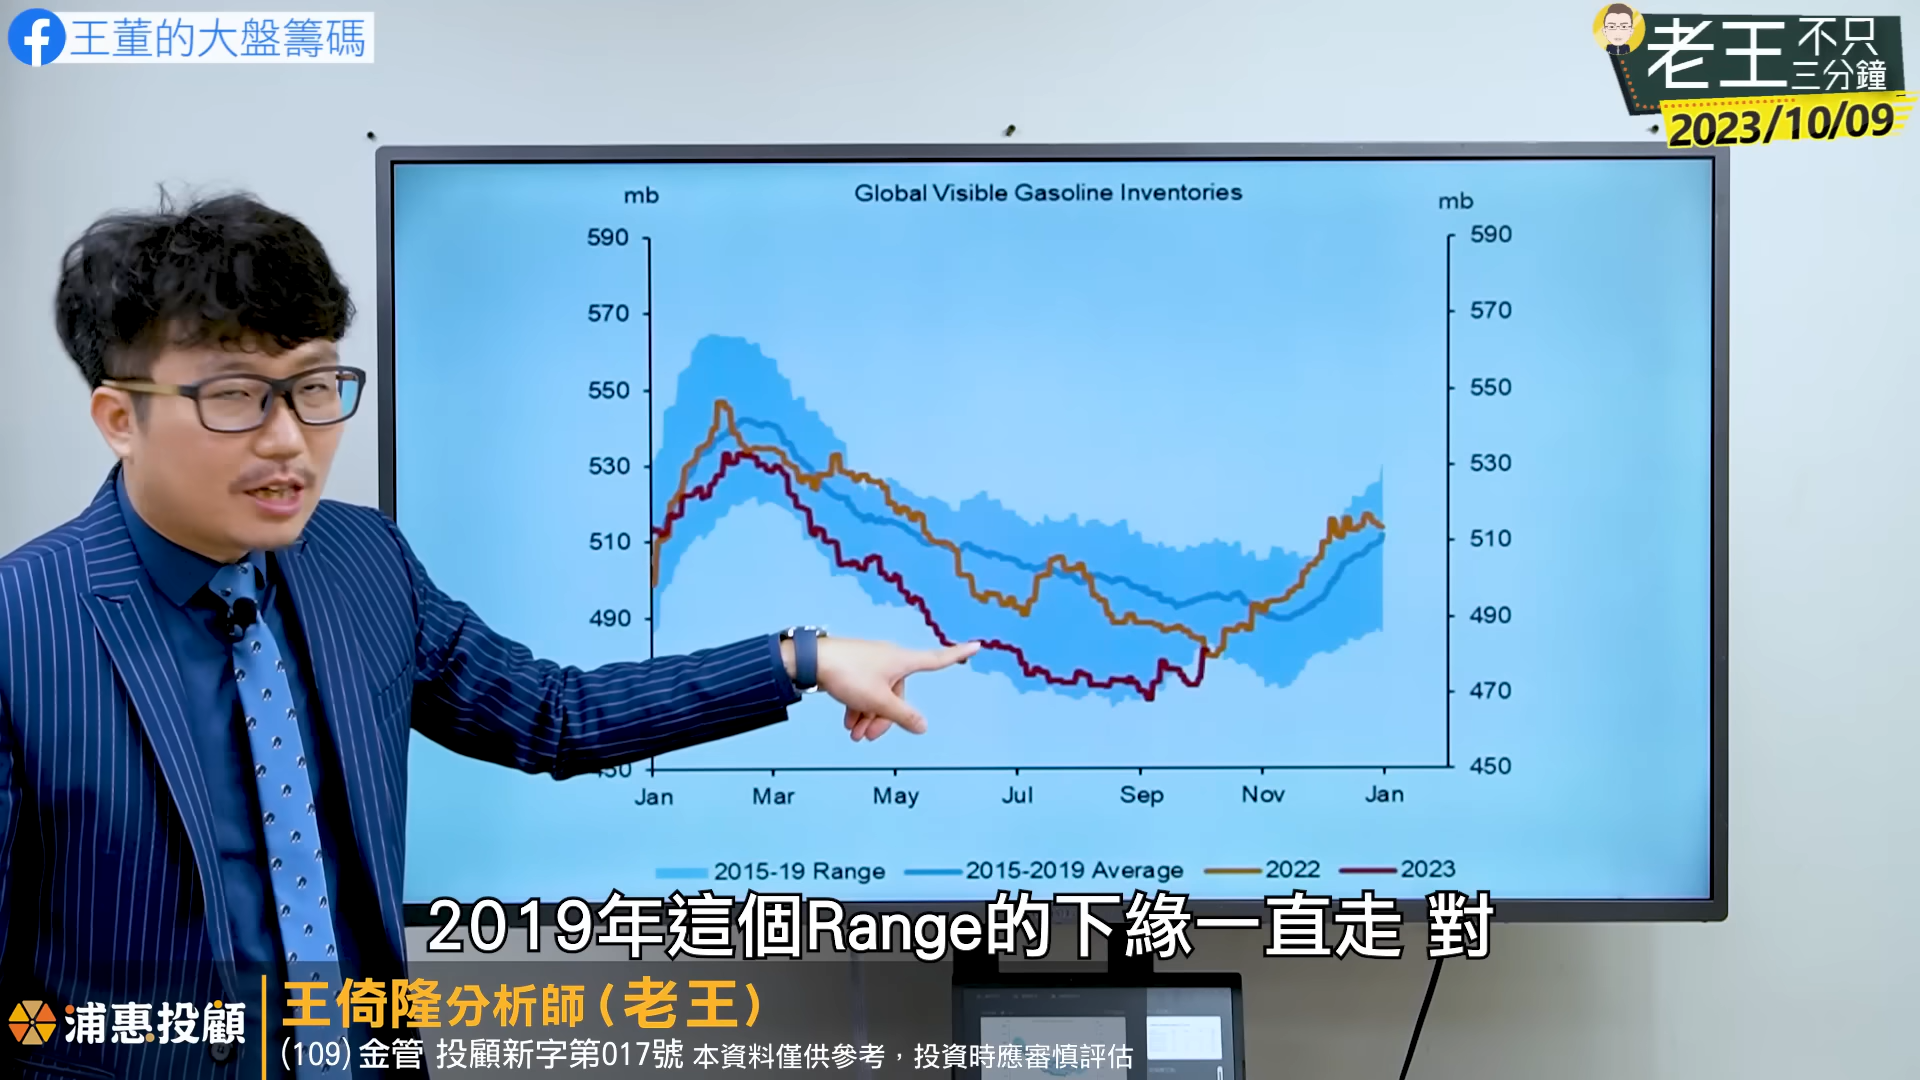 王董的大盤籌碼
老王不只三分鐘
2023/10/09
Global Visible Gasoline Inventories
mb
mb
590
570
550
530
510
490
590
570
550
530
510
490
470
450
Jan Mar May Jul Sep Nov Jan
2015-19 Range 2015-2019 Average 2022 2023
2019年這個Range的下緣一直走 對
浦惠投顧
王倚隆分析師(老王)
(109)金管 投顧新字第017號 本資料僅供參考，投資時應審慎評估